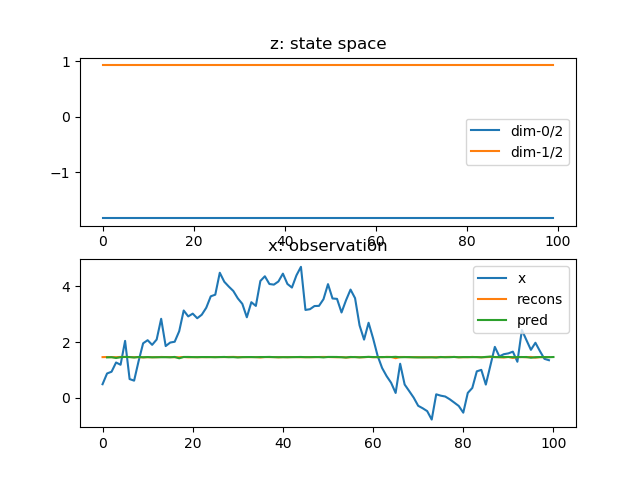 z: state space
1
0
−1
dim-0/2
dim-1/2
0 20 40 60 80 100
x: observation
4
2
0
x
recons
pred
0 20 40 60 80 100